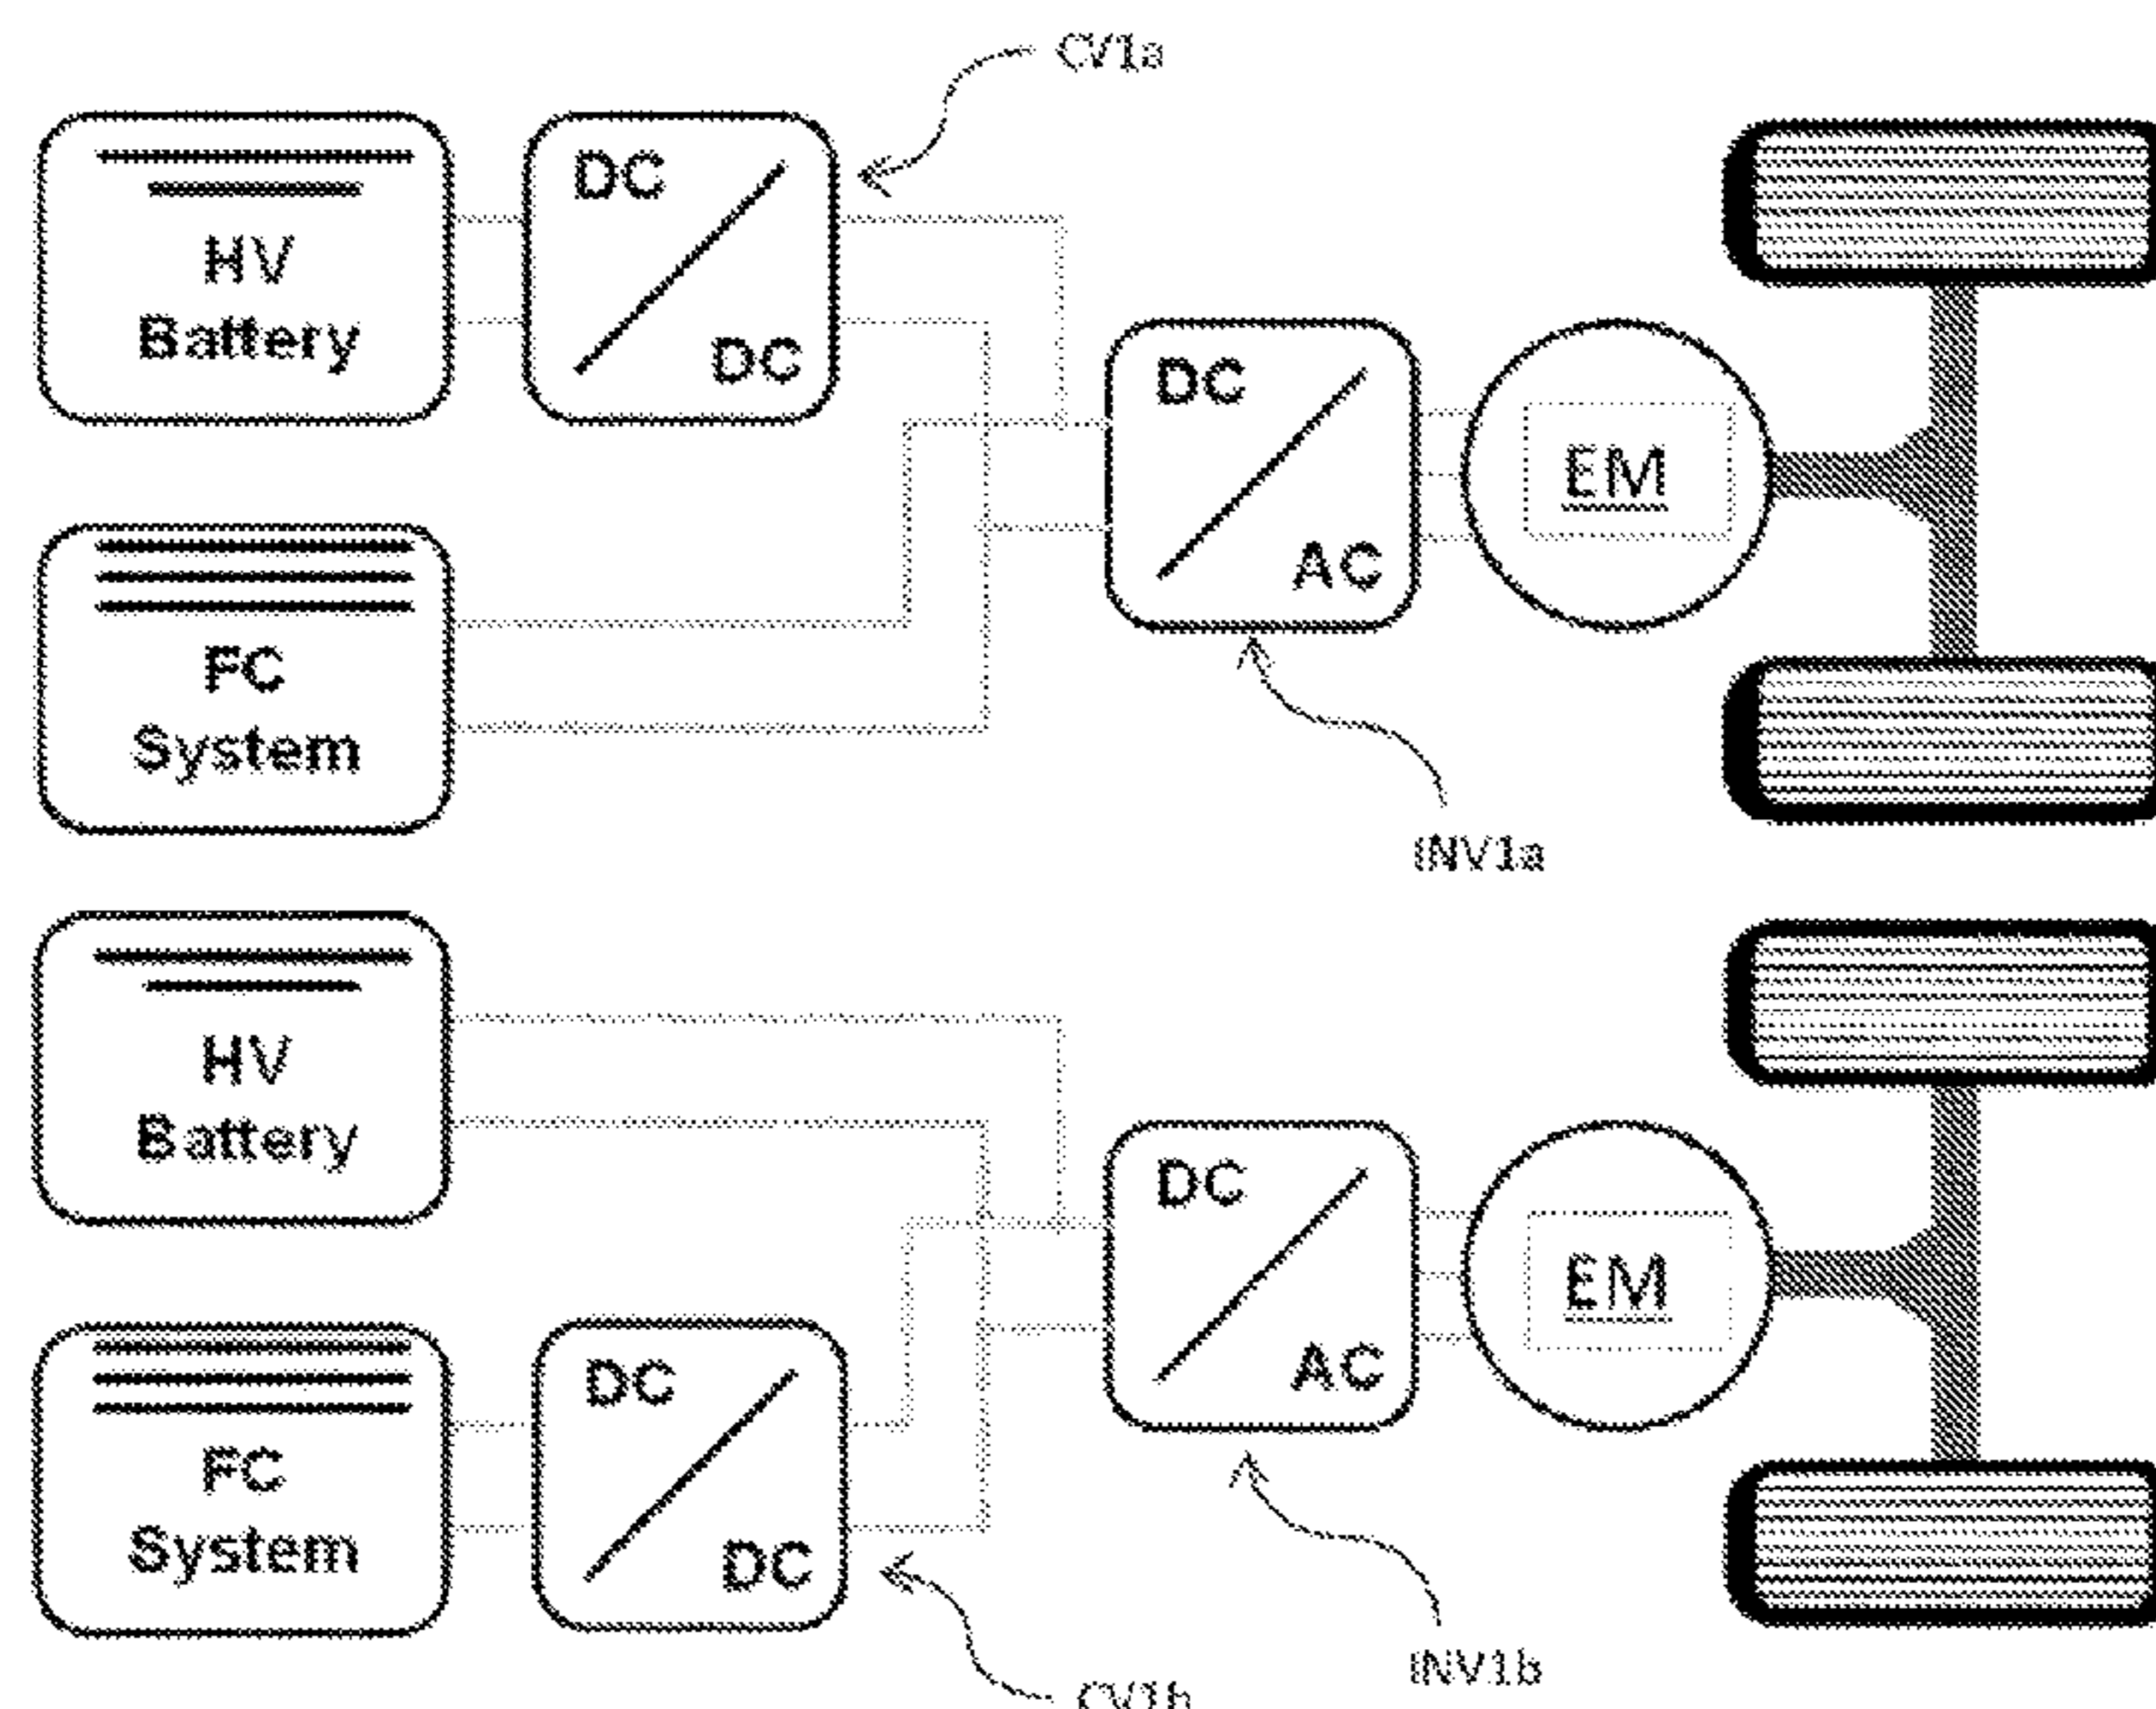 CV1a
DC
DC
HV
Battery
DC
AC
EM
FC
System
INV1a
HV
Battery
DC
AC
EM
FC
System
DC
DC
INV1b
CV1b